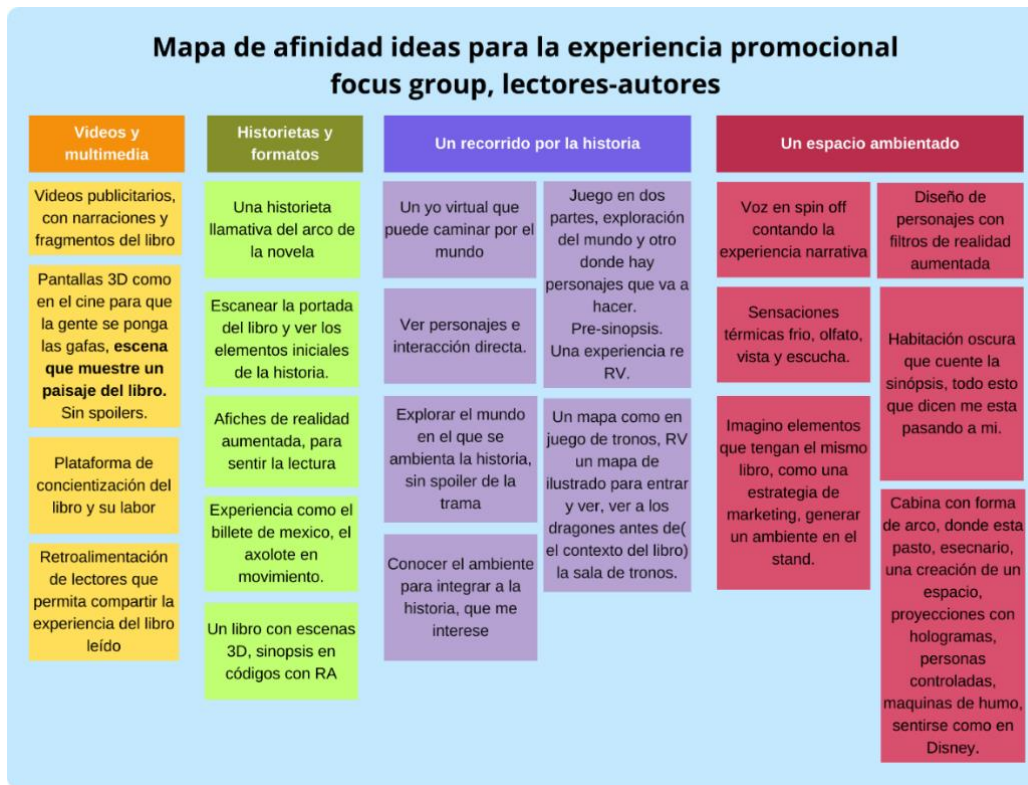 Mapa de afinidad ideas para la experiencia promocional
focus group, lectores-autores
Videos y
multimedia
Videos publicitarios,
con narraciones y
fragmentos del libro
Pantallas 3D como
en el cine para que
la gente se ponga
las gafas, escena
que muestre un
paisaje del libro.
Sin spoilers.
Plataforma de
concientización del
libro y su labor
Retroalimentación
de lectores que
permita compartir la
experiencia del libro
leído
Historietas y
formatos
Una historieta
llamativa del arco de
la novela
Escanear la portada
del libro y ver los
elementos iniciales
de la historia.
Afiches de realidad
aumentada, para
sentir la lectura
Experiencia como el
billete de mexico, el
axolote en
movimiento.
Un libro con escenas
3D, sinopsis en
códigos con RA
Un recorrido por la historia
Un yo virtual que
puede caminar por el
mundo
Ver personajes e
interacción directa.
Explorar el mundo
en el que se
ambienta la historia,
sin spoiler de la
trama
Conocer el ambiente
para integrar a la
historia, que me
interese
Juego en dos
partes, exploración
del mundo y otro
donde hay
personajes que va a
hacer.
Pre-sinopsis.
Una experiencia re
RV.
Un mapa como en
juego de tronos, RV
un mapa de
ilustrado para entrar
y ver, ver a los
dragones antes de(
el contexto del libro)
la sala de tronos.
Un espacio ambientado
Voz en spin off
contando la
experiencia narrativa
Sensaciones
térmicas frio, olfato,
vista y escucha.
Imagino elementos
que tengan el mismo
libro, como una
estrategia de
marketing, generar
un ambiente en el
stand.
Diseño de
personajes con
filtros de realidad
aumentada
Habitación oscura
que cuente la
sinópsis, todo esto
que dicen me esta
pasando a mi.
Cabina con forma
de arco, donde esta
pasto, esecnario,
una creación de un
espacio,
proyecciones con
hologramas,
personas
controladas,
maquinas de humo,
sentirse como en
Disney.